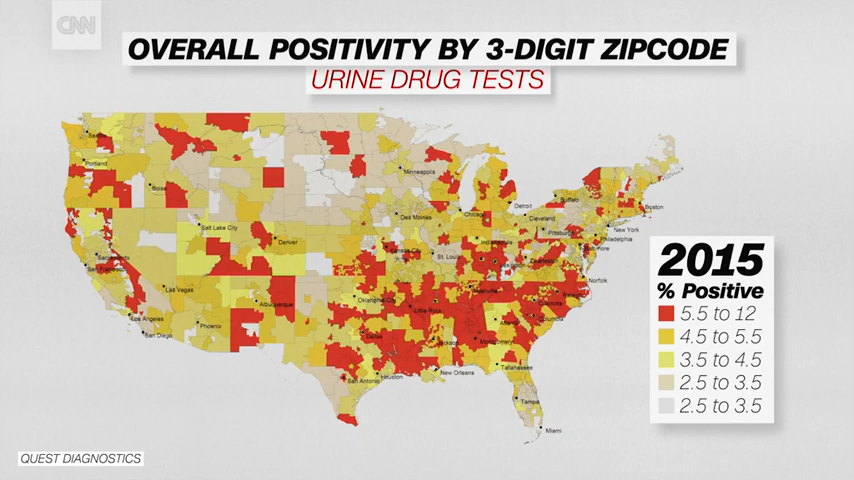 CNN
OVERALL POSITIVITY BY 3-DIGIT ZIPCODE
URINE DRUG TESTS
Seattle
Portland
Boise
Minneapolis
Buffalo
Boston
Detroit
Chicago
Cleveland
New York
Des Moines
Pittsburgh
Philadelphia
Salt Lake City
Indianapolis
Baltimore
Denver
Sacramento
Kansas City
St. Louis
Charleston
San Francisco
Norfolk
Las Vegas
Nashville
Raleigh
Albuquerque
Oklahoma City
Charlotte
Little Rock
Los Angeles
Atlanta
Columbia
Phoenix
San Diego
Dallas
Jackson
Montgomery
Tallahassee
New Orleans
Houston
San Antonio
Tampa
Miami
2015
% Positive
5.5 to 12
4.5 to 5.5
3.5 to 4.5
2.5 to 3.5
2.5 to 3.5
QUEST DIAGNOSTICS